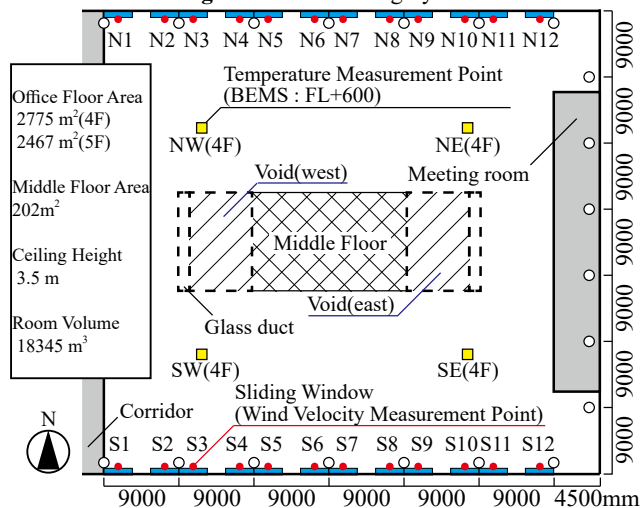 N1 N2 N3 N4 N5 N6 N7 N8 N9 N10 N11 N12
Office Floor Area
2775 m²(4F)
2467 m²(5F)
Middle Floor Area
202m²
Ceiling Height
3.5 m
Room Volume
18345 m³
Temperature Measurement Point
(BEMS : FL+600)
NW(4F)
NE(4F)
Meeting room
Void(west)
Middle Floor
Void(east)
Glass duct
SW(4F)
SE(4F)
Sliding Window
(Wind Velocity Measurement Point)
Corridor
N
S1 S2 S3 S4 S5 S6 S7 S8 S9 S10 S11 S12
9000 9000 9000 9000 9000 9000 4500mm
9000
9000
9000
9000
9000
9000
9000